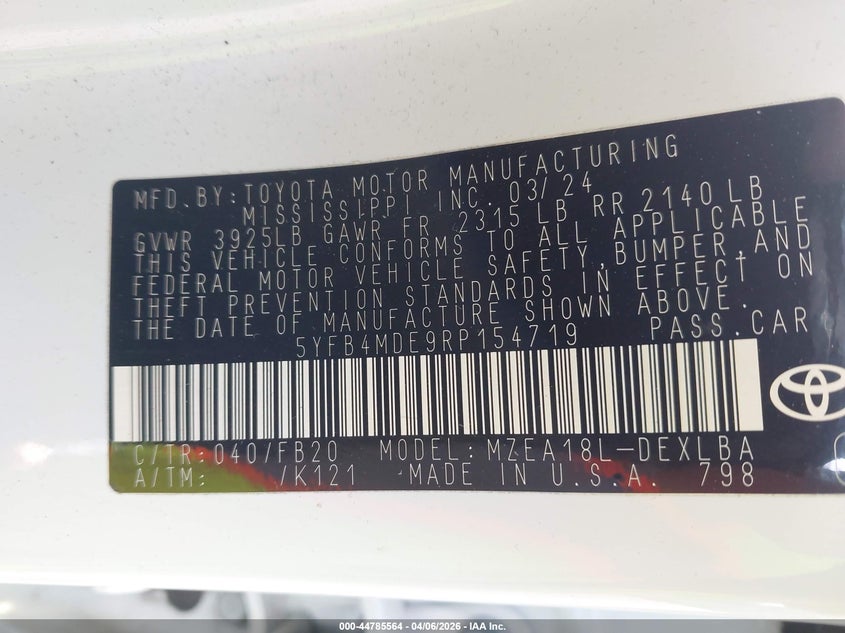 MFD. BY: TOYOTA MOTOR MANUFACTURING
MISSISSIPPI INC. 03/24
GVWR 3925LB GAWR FR 2315 LB RR 2140 LB
THIS VEHICLE CONFORMS TO ALL APPLICABLE
FEDERAL MOTOR VEHICLE SAFETY, BUMPER, AND
THEFT PREVENTION STANDARDS IN EFFECT ON
THE DATE OF MANUFACTURE SHOWN ABOVE.
5YFB4MDE9RP154719 PASS. CAR
C/TR: 040/FB20 MODEL: MZEA18L-DEXLBA
A/TM: /K121 MADE IN U.S.A. 798
000-44785564 - 04/06/2026 - IAA Inc.